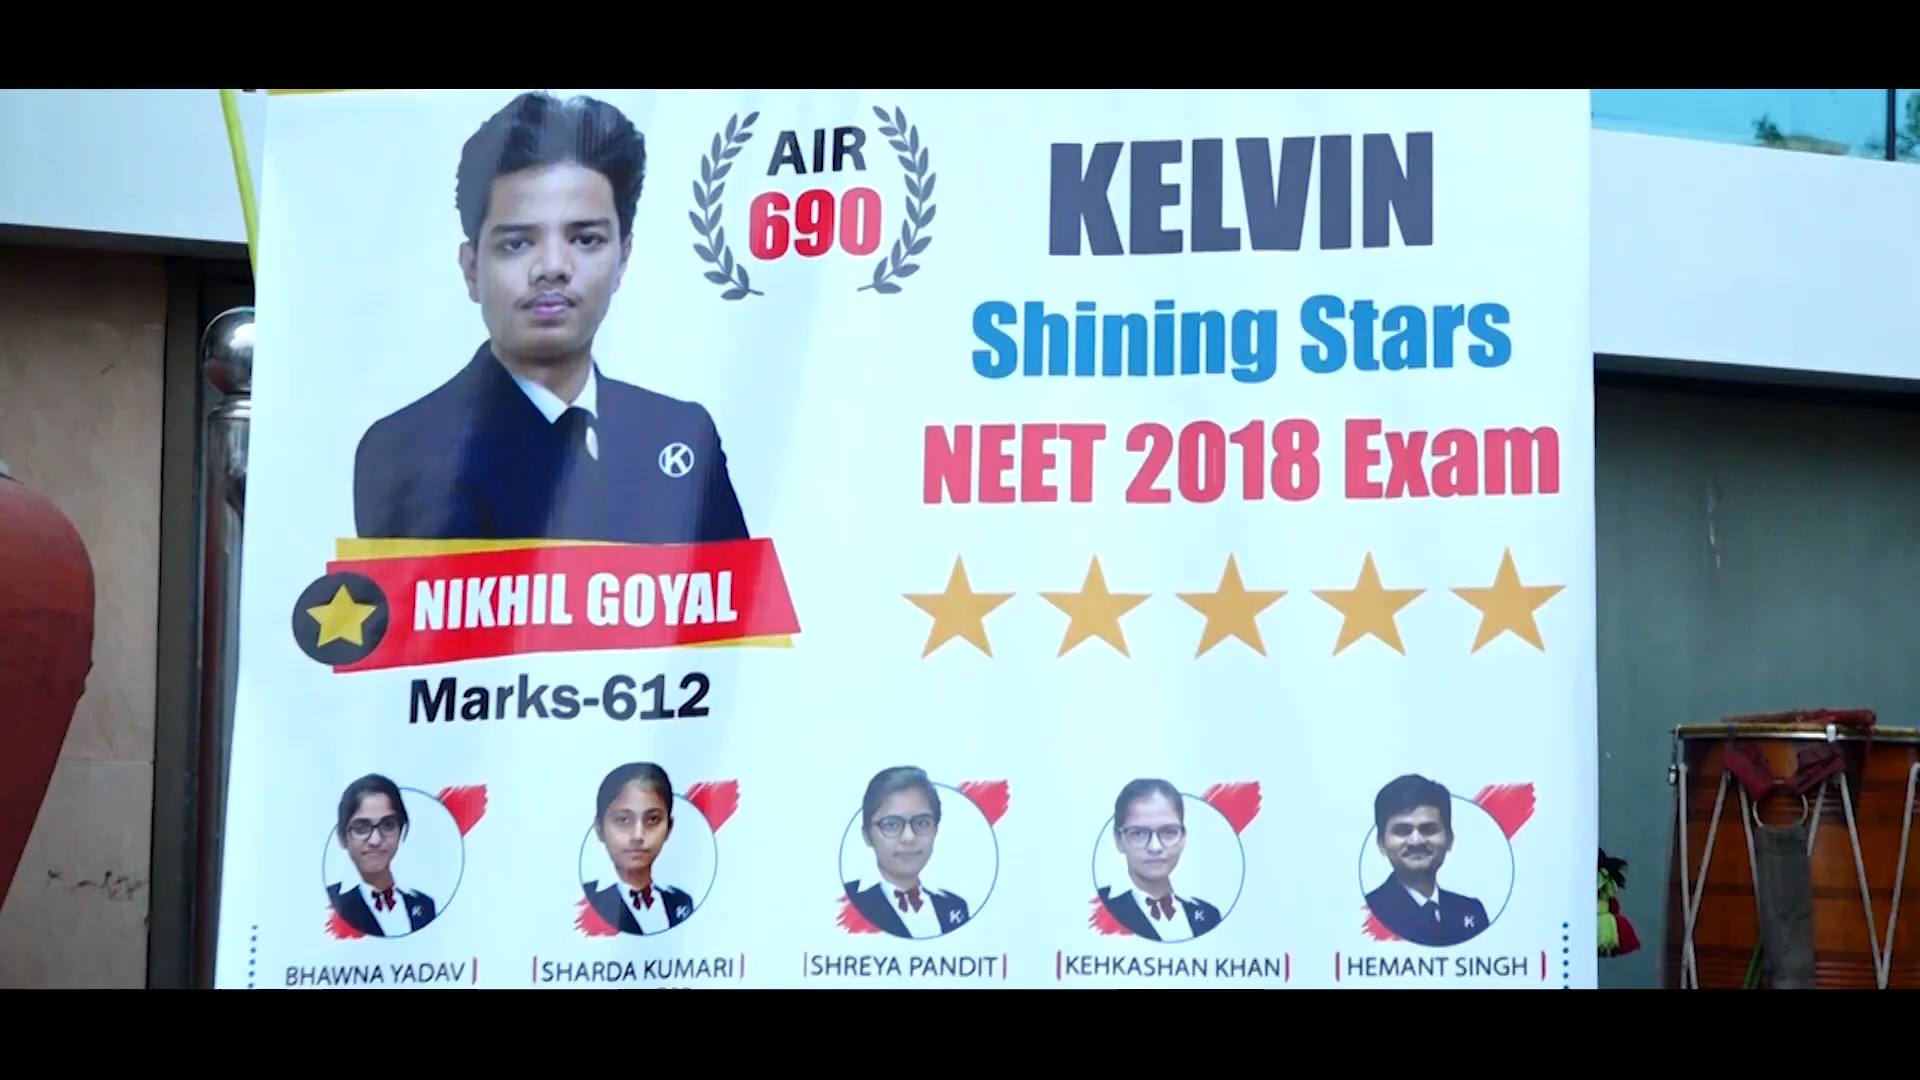 AIR
690
KELVIN
Shining Stars
NEET 2018 Exam
NIKHIL GOYAL
Marks-612
BHAWNA YADAV
SHARDA KUMARI
SHREYA PANDIT
KEHKASHAN KHAN
HEMANT SINGH
K
K
K
K
K
K